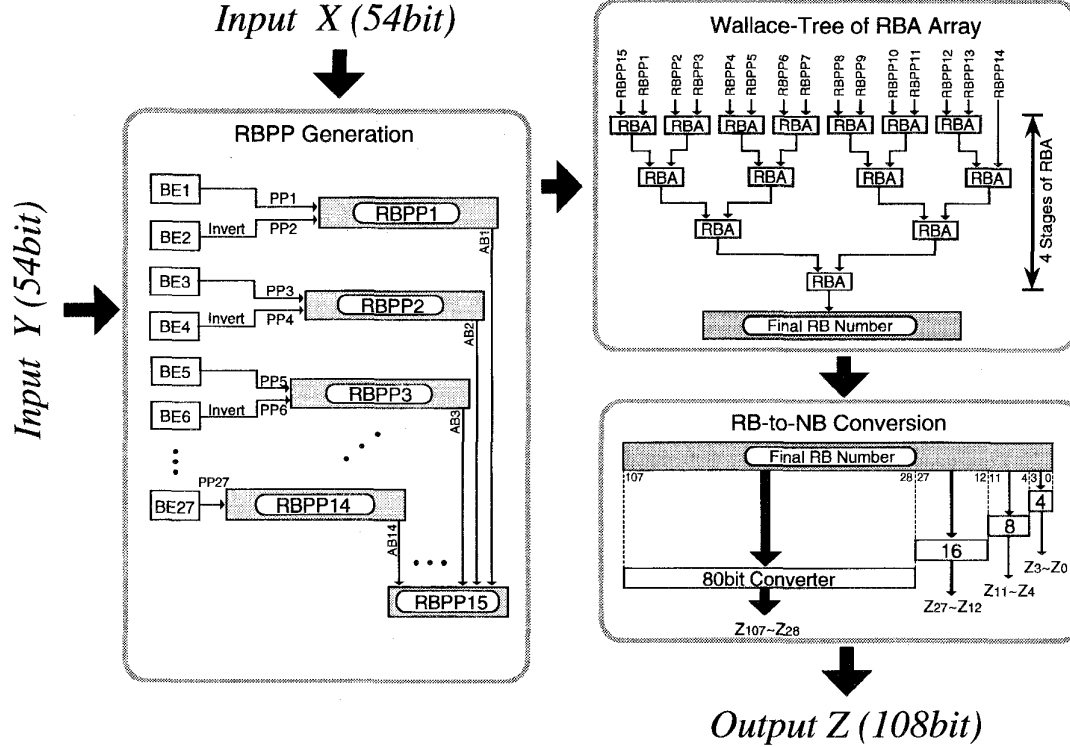 Input X (54bit)
Input Y (54bit)
RBPP Generation
BE1
PP1
RBPP1
BE2
Invert
PP2
AB1
BE3
PP3
RBPP2
BE4
Invert
PP4
AB2
BE5
PP5
RBPP3
BE6
Invert
PP6
AB3
BE27
PP27
RBPP14
AB14
RBPP15
Wallace-Tree of RBA Array
RBPP15
RBPP1
RBPP2
RBPP3
RBPP4
RBPP5
RBPP6
RBPP7
RBPP8
RBPP9
RBPP10
RBPP11
RBPP12
RBPP13
RBPP14
RBA RBA RBA RBA RBA RBA RBA
RBA RBA RBA RBA
RBA RBA
RBA
4 Stages of RBA
Final RB Number
RB-to-NB Conversion
Final RB Number
107 28 27 12 11 4 3 0
4
8
16
80bit Converter
Z3~Z0
Z11~Z4
Z27~Z12
Z107~Z28
Output Z (108bit)